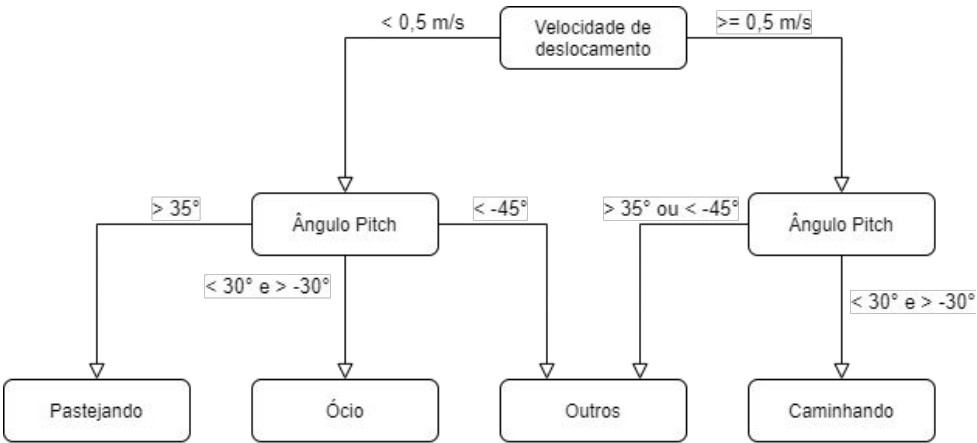 < 0,5 m/s
Velocidade de
deslocamento
>= 0,5 m/s
> 35°
Ângulo Pitch
< -45°
> 35° ou < -45°
Ângulo Pitch
< 30° e > -30°
< 30° e > -30°
Pastejando
Ócio
Outros
Caminhando